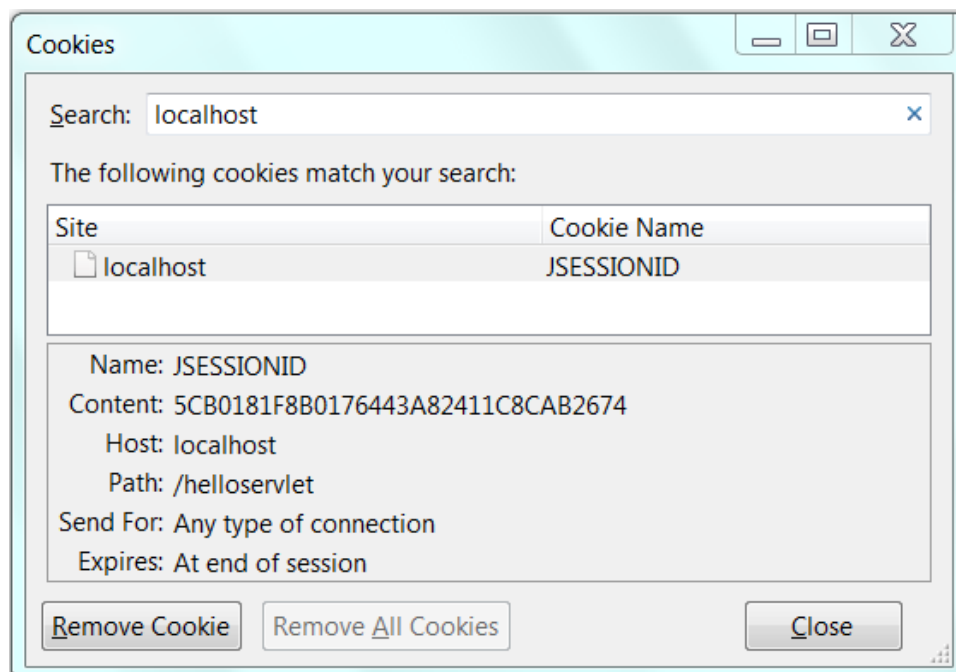 Cookies
Search: localhost
The following cookies match your search:
Site Cookie Name
localhost JSESSIONID
Name: JSESSIONID
Content: 5CB0181F8B0176443A82411C8CAB2674
Host: localhost
Path: /helloservlet
Send For: Any type of connection
Expires: At end of session
Remove Cookie Remove All Cookies Close